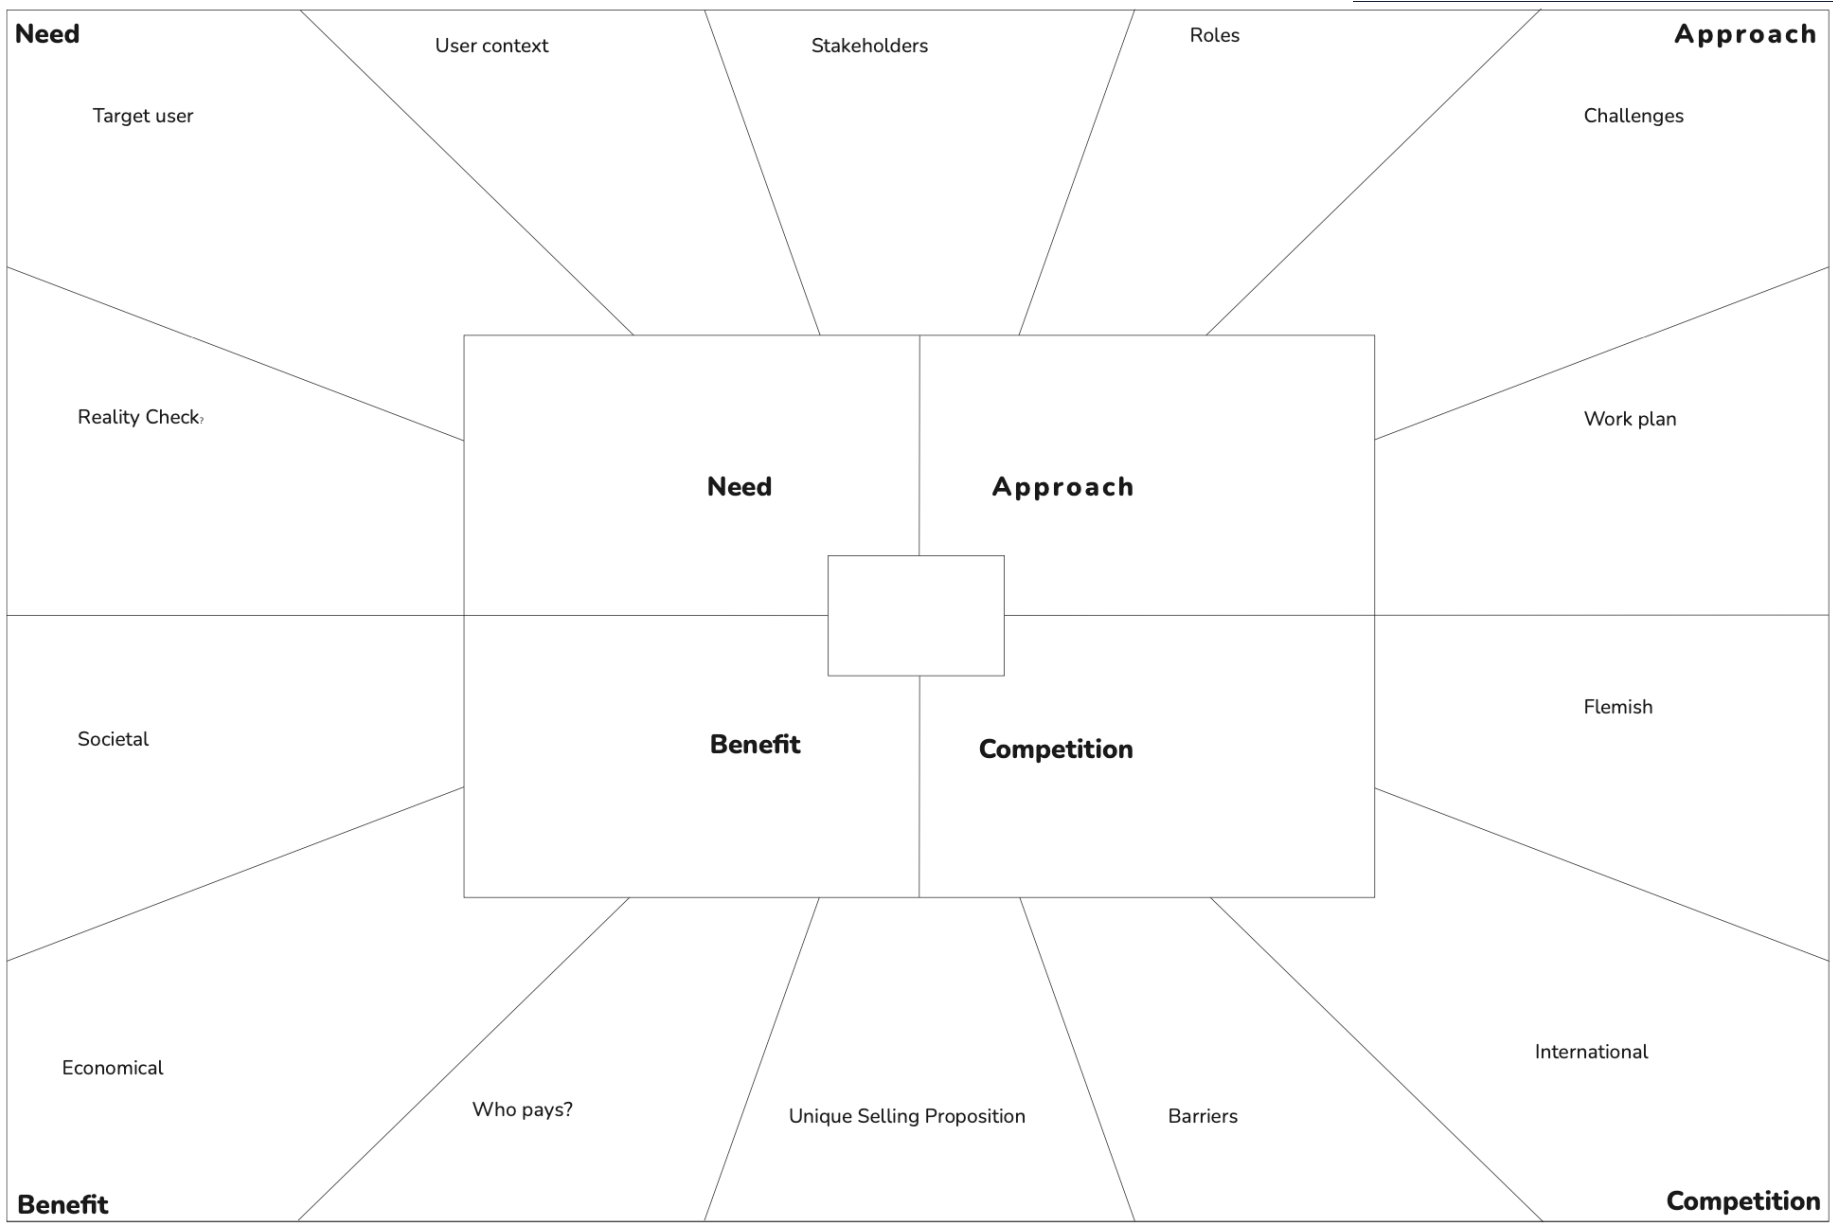 Need
Approach
User context
Stakeholders
Roles
Target user
Challenges
Reality Check?
Work plan
Need
Approach
Societal
Flemish
Benefit
Competition
Economical
International
Who pays?
Unique Selling Proposition
Barriers
Benefit
Competition